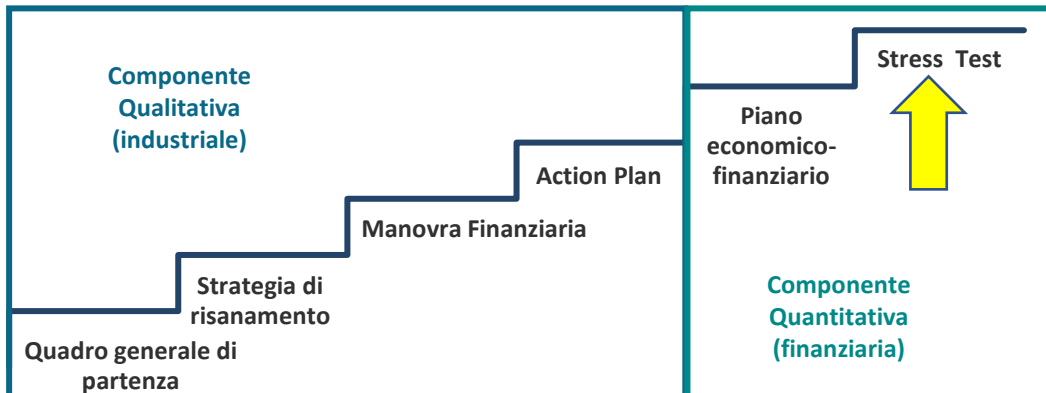 Componente
Qualitativa
(industriale)
Quadro generale di
partenza
Strategia di
risanamento
Manovra Finanziaria
Action Plan
Piano
economico-
finanziario
Stress Test
Componente
Quantitativa
(finanziaria)